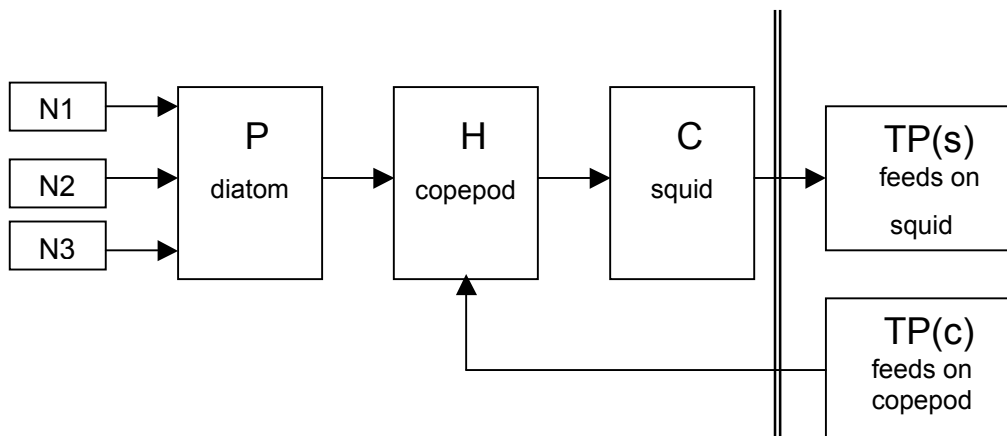 N1
N2
N3
P
diatom
H
copepod
C
squid
TP(s)
feeds on
squid
TP(c)
feeds on
copepod